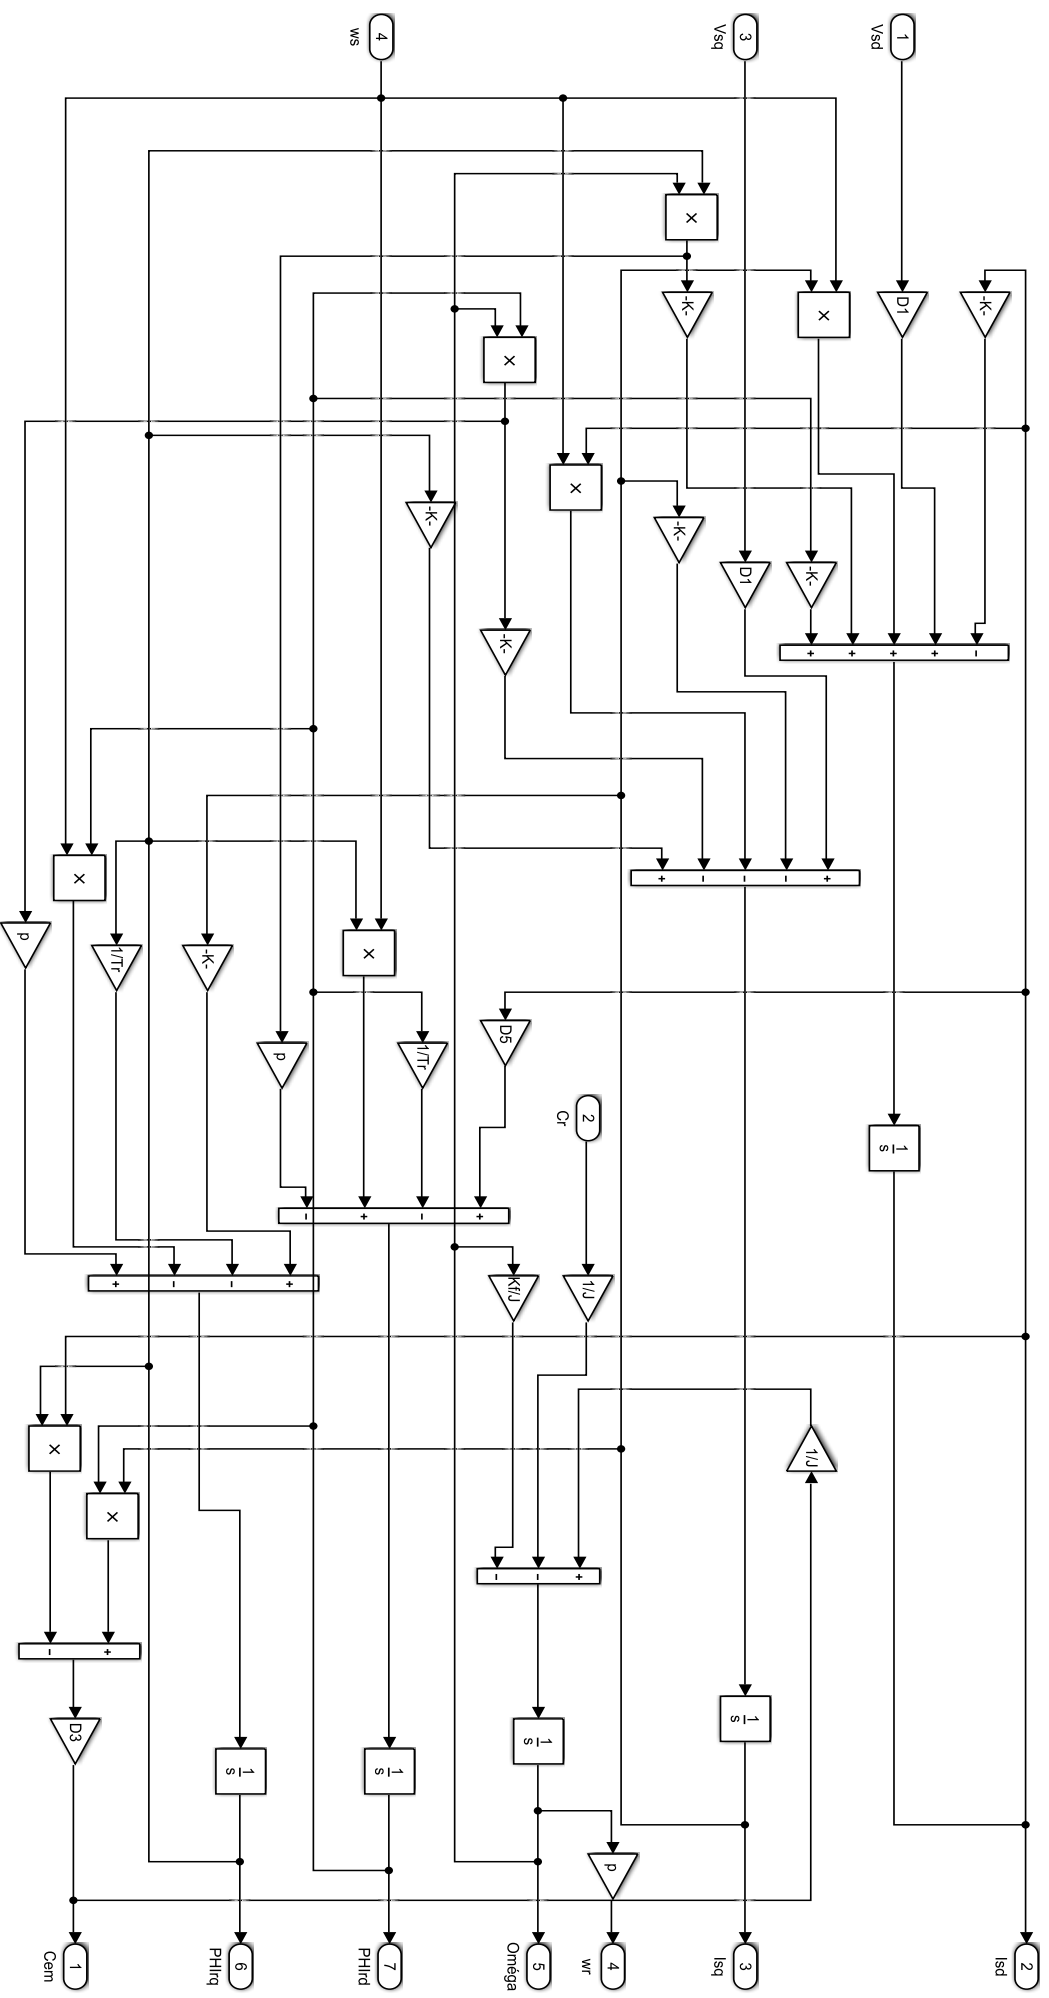 1
Vsd
3
Vsq
4
ws
-K-
D1
×
-K-
×
×
×
-K-
-K-
D1
-K-
-K-
− + + + +
+ − − − +
×
×
p
1/Tr
-K-
p
1/Tr
D5
2
Cr
1
s
+ − + −
+ − − +
Kf/J
1/J
1/J
×
×
+ − −
+ −
D3
1
s
1
s
1
s
1
s
p
2
Isd
3
Isq
4
wr
5
Oméga
7
PHIrd
6
PHIrq
1
Cem